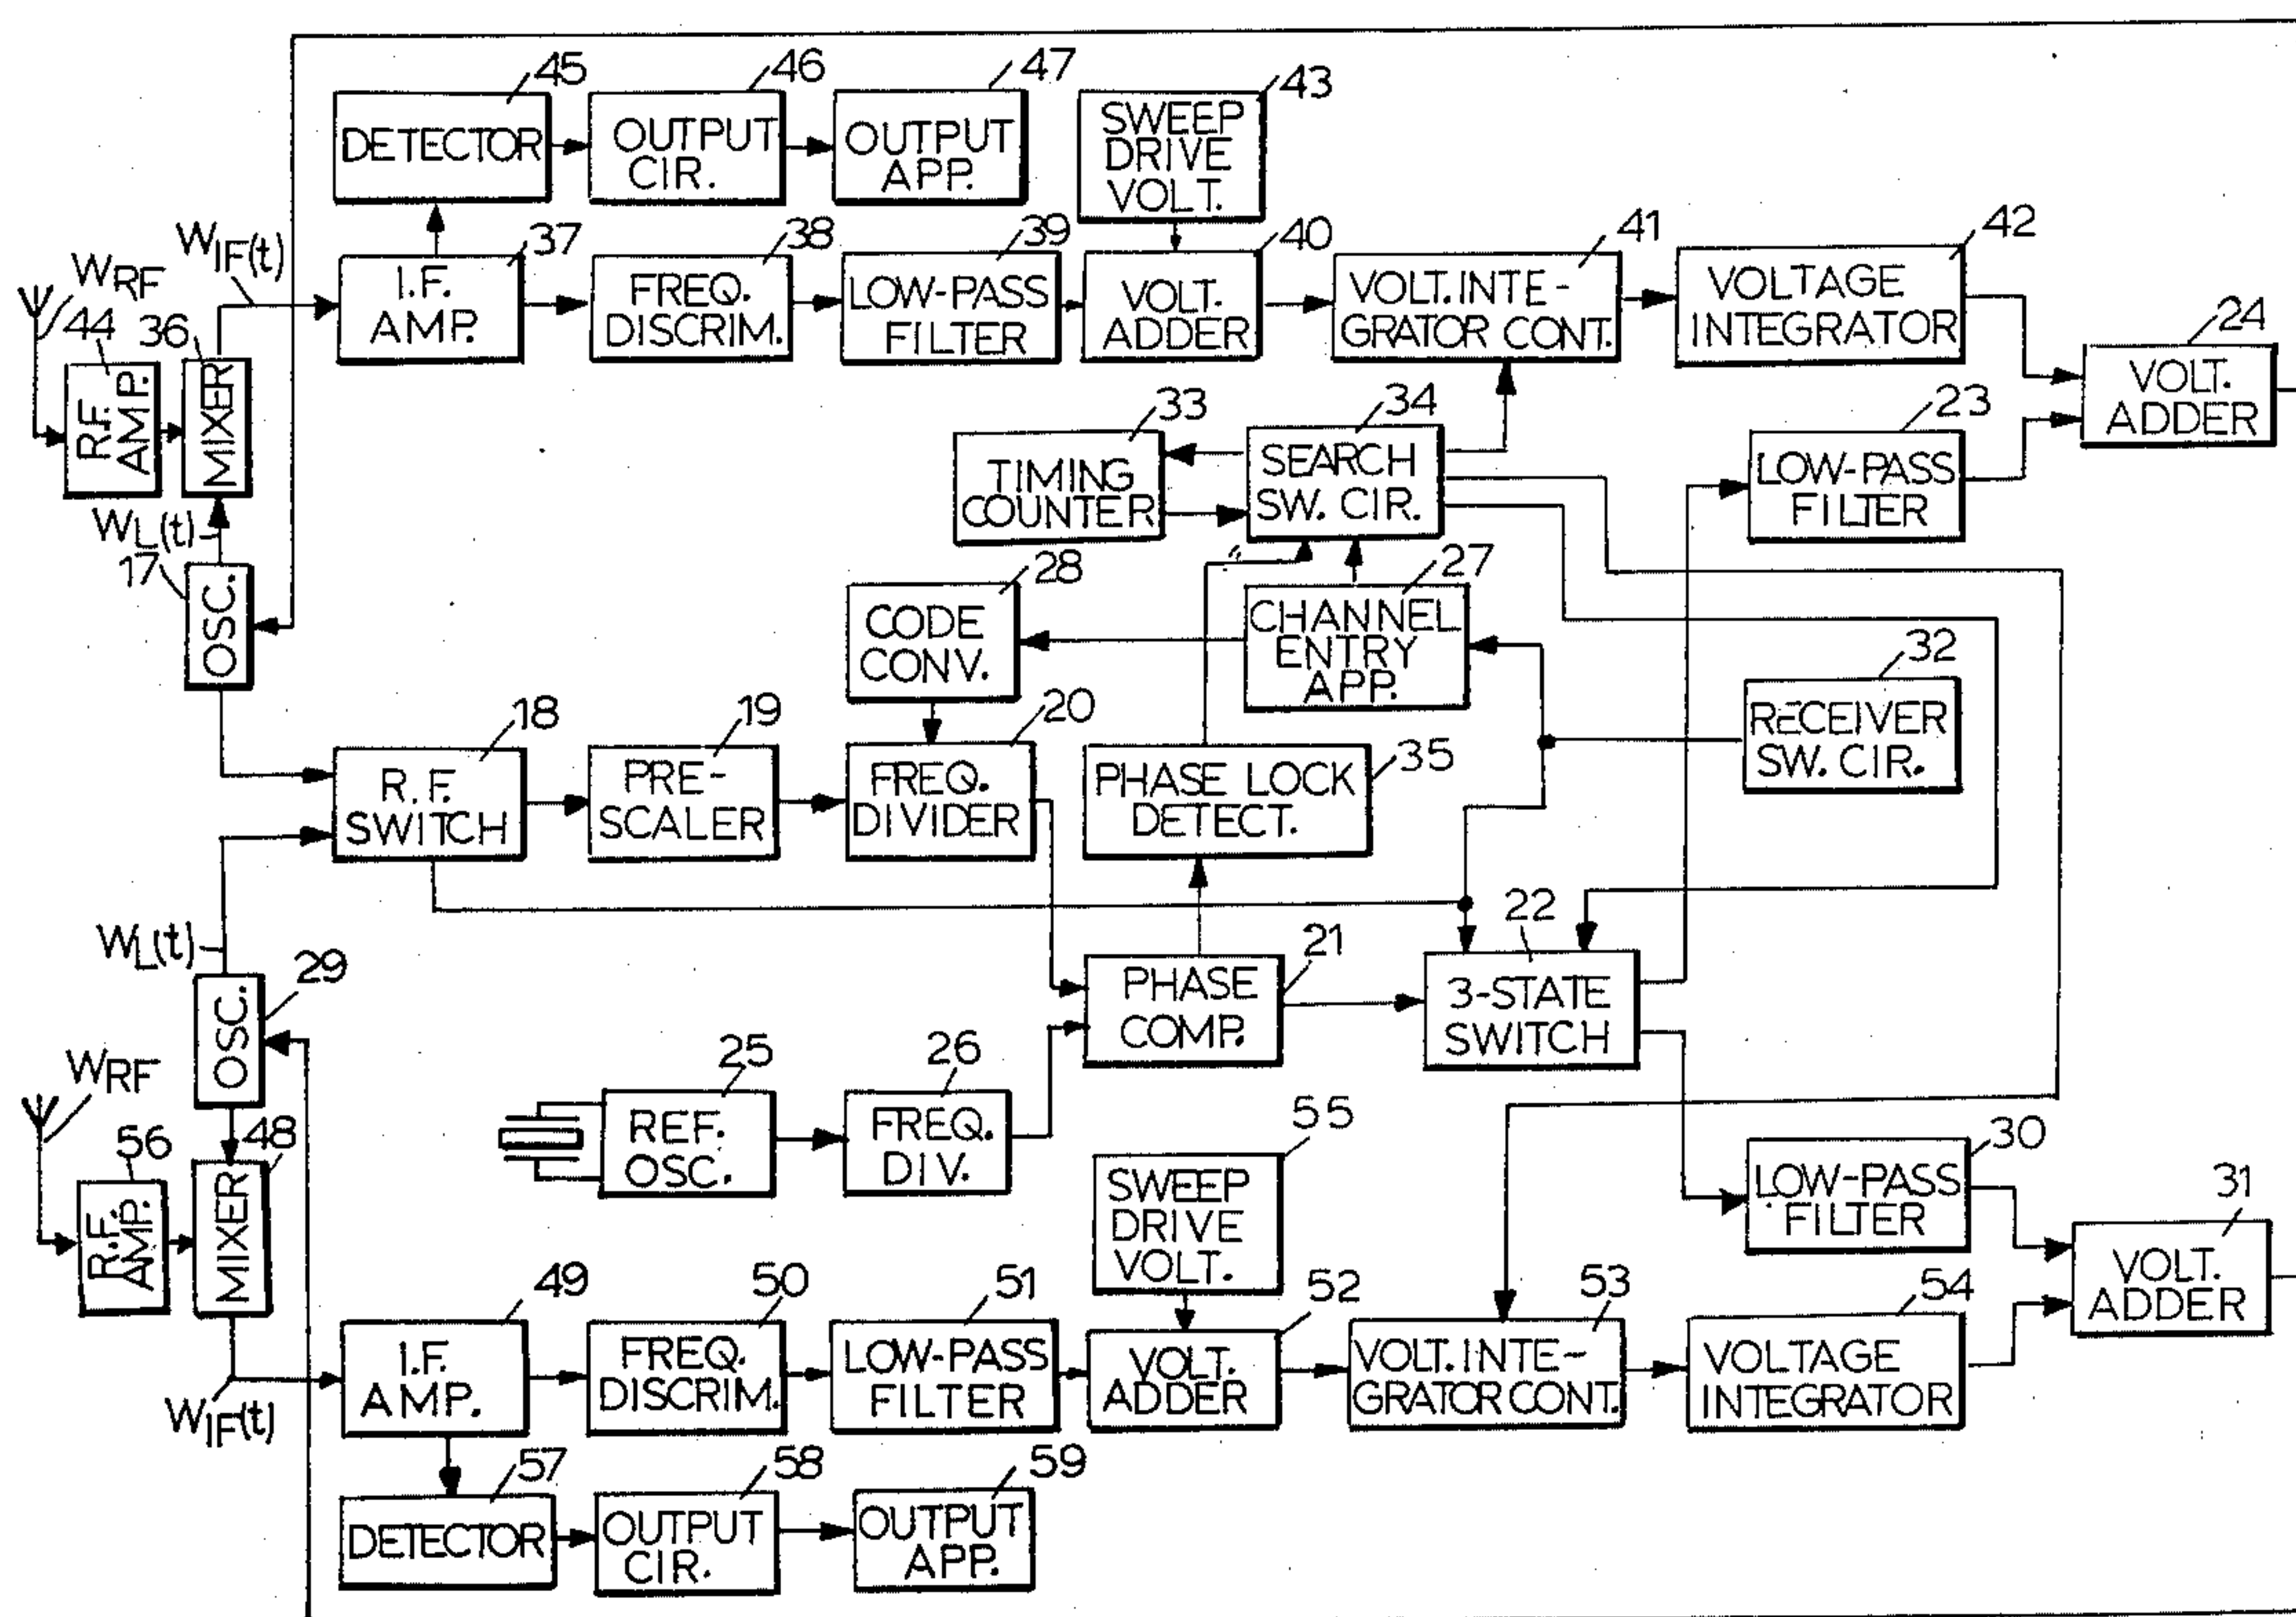 45
46
47
43
DETECTOR
OUTPUT
CIR.
OUTPUT
APP.
SWEEP
DRIVE
VOLT.
WIF(t)
WRF
37
38
39
40
41
42
I.F.
AMP.
FREQ.
DISCRIM.
LOW-PASS
FILTER
VOLT.
ADDER
VOLT. INTE-
GRATOR CONT.
VOLTAGE
INTEGRATOR
44
36
R.F.
AMP.
MIXER
24
VOLT.
ADDER
33
34
23
TIMING
COUNTER
SEARCH
SW. CIR.
LOW-PASS
FILTER
WL(t)
17
OSC.
28
27
CODE
CONV.
CHANNEL
ENTRY
APP.
32
RECEIVER
SW. CIR.
18
19
20
35
R.F.
SWITCH
PRE-
SCALER
FREQ.
DIVIDER
PHASE LOCK
DETECT.
WL(t)
29
OSC.
21
22
PHASE
COMP.
3-STATE
SWITCH
WRF
25
26
REF.
OSC.
FREQ.
DIV.
55
SWEEP
DRIVE
VOLT.
30
LOW-PASS
FILTER
56
48
R.F.
AMP.
MIXER
31
VOLT.
ADDER
49
50
51
52
53
54
I.F.
AMP.
FREQ.
DISCRIM.
LOW-PASS
FILTER
VOLT.
ADDER
VOLT. INTE-
GRATOR CONT.
VOLTAGE
INTEGRATOR
WIF(t)
57
58
59
DETECTOR
OUTPUT
CIR.
OUTPUT
APP.